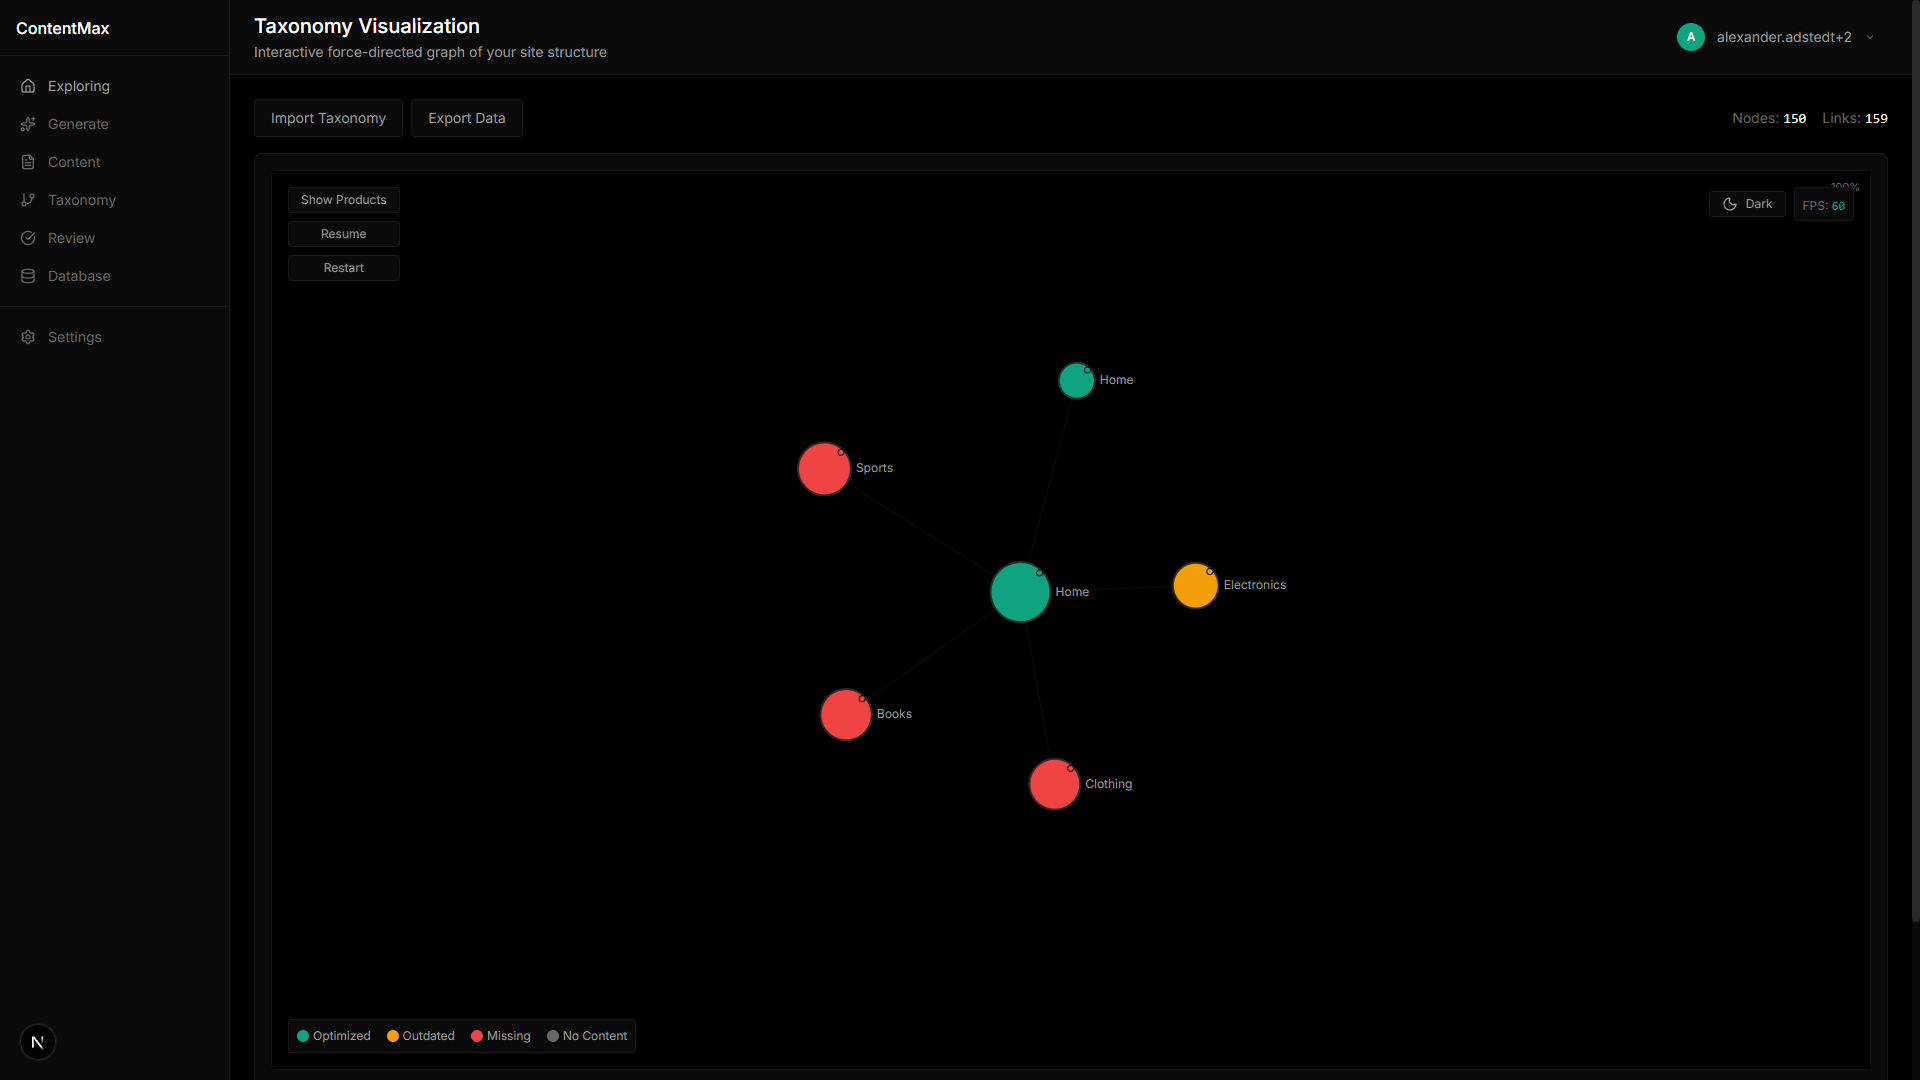 ContentMax
Exploring
Generate
Content
Taxonomy
Review
Database
Settings
N
Taxonomy Visualization
Interactive force-directed graph of your site structure
A
alexander.adstedt+2
Import Taxonomy
Export Data
Nodes: 150 Links: 159
Show Products
Resume
Restart
100%
Dark
FPS: 60
Home
Sports
Home
Electronics
Books
Clothing
Optimized Outdated Missing No Content